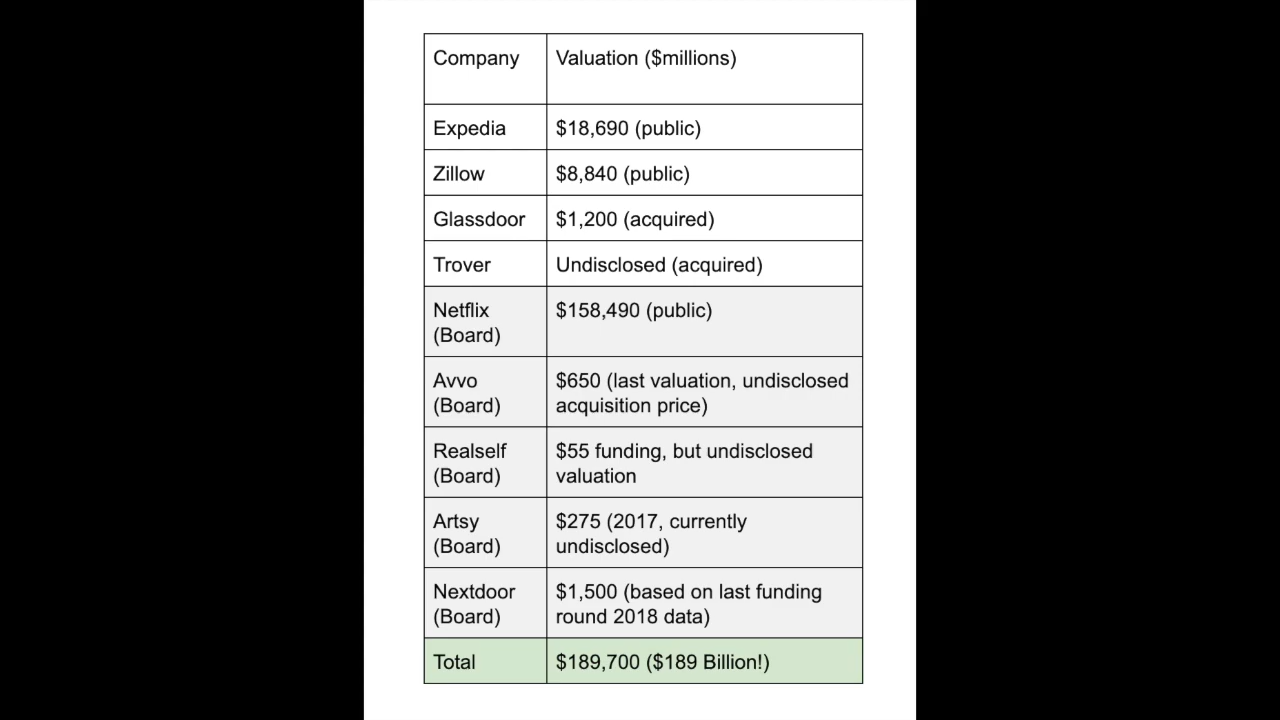 Company
Valuation ($millions)
Expedia
$18,690 (public)
Zillow
$8,840 (public)
Glassdoor
$1,200 (acquired)
Trover
Undisclosed (acquired)
Netflix
(Board)
$158,490 (public)
Avvo
(Board)
$650 (last valuation, undisclosed
acquisition price)
Realself
(Board)
$55 funding, but undisclosed
valuation
Artsy
(Board)
$275 (2017, currently
undisclosed)
Nextdoor
(Board)
$1,500 (based on last funding
round 2018 data)
Total
$189,700 ($189 Billion!)